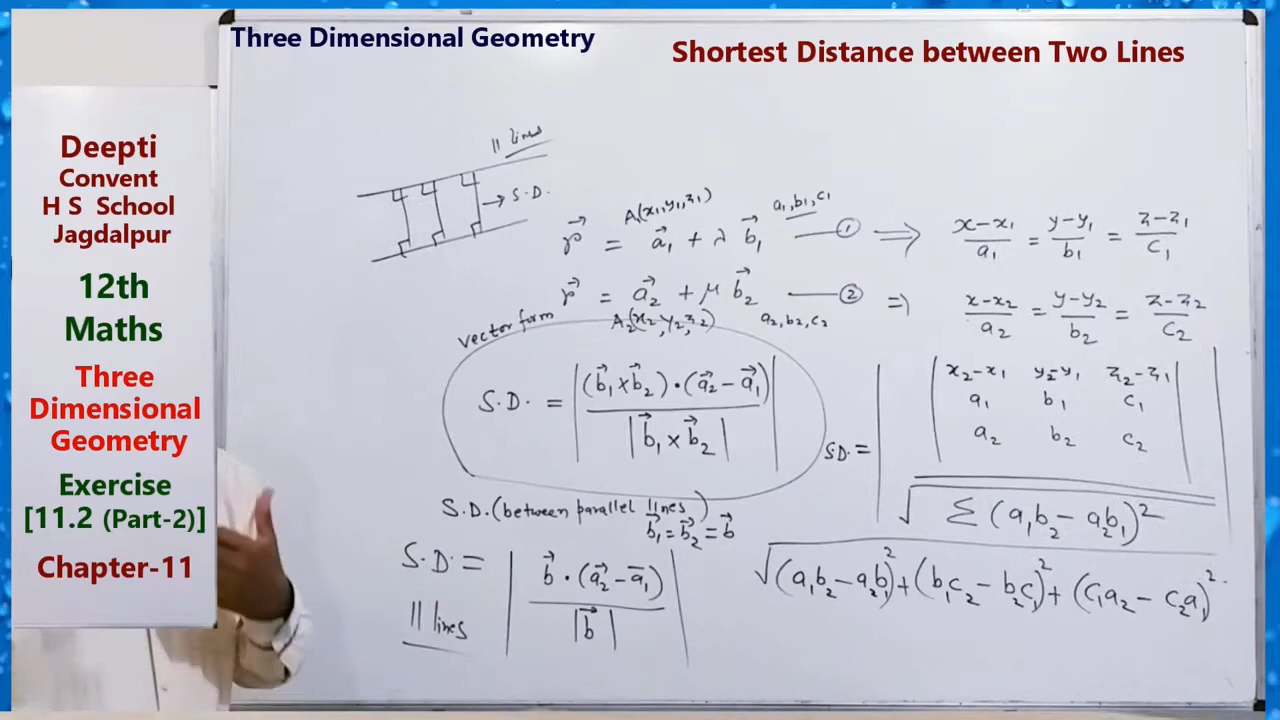 Three Dimensional Geometry
Shortest Distance between Two Lines
Deepti
Convent
H S School
Jagdalpur
12th
Maths
Three
Dimensional
Geometry
Exercise
[11.2 (Part-2)]
Chapter-11
|| lines
→ S.D.
A(x₁,y₁,z₁) a₁,b₁,c₁
r⃗ = a⃗₁ + λ b⃗₁ —① ⟹ x-x₁/a₁ = y-y₁/b₁ = z-z₁/c₁
r⃗ = a⃗₂ + μ b⃗₂ —② ⇒ x-x₂/a₂ = y-y₂/b₂ = z-z₂/c₂
A₂(x₂,y₂,z₂) a₂,b₂,c₂
vector form
S.D. = |(b⃗₁×b⃗₂)·(a⃗₂-a⃗₁)/|b⃗₁×b⃗₂||
x₂-x₁ y₂-y₁ z₂-z₁
a₁ b₁ c₁
a₂ b₂ c₂
S.D. =
√Σ(a₁b₂-a₂b₁)²
√(a₁b₂-a₂b₁)²+(b₁c₂-b₂c₁)²+(c₁a₂-c₂a₁)²
S.D. (between parallel lines)
b⃗₁=b⃗₂=b⃗
S.D. = |b⃗·(a⃗₂-a̅₁)/|b⃗||
|| lines